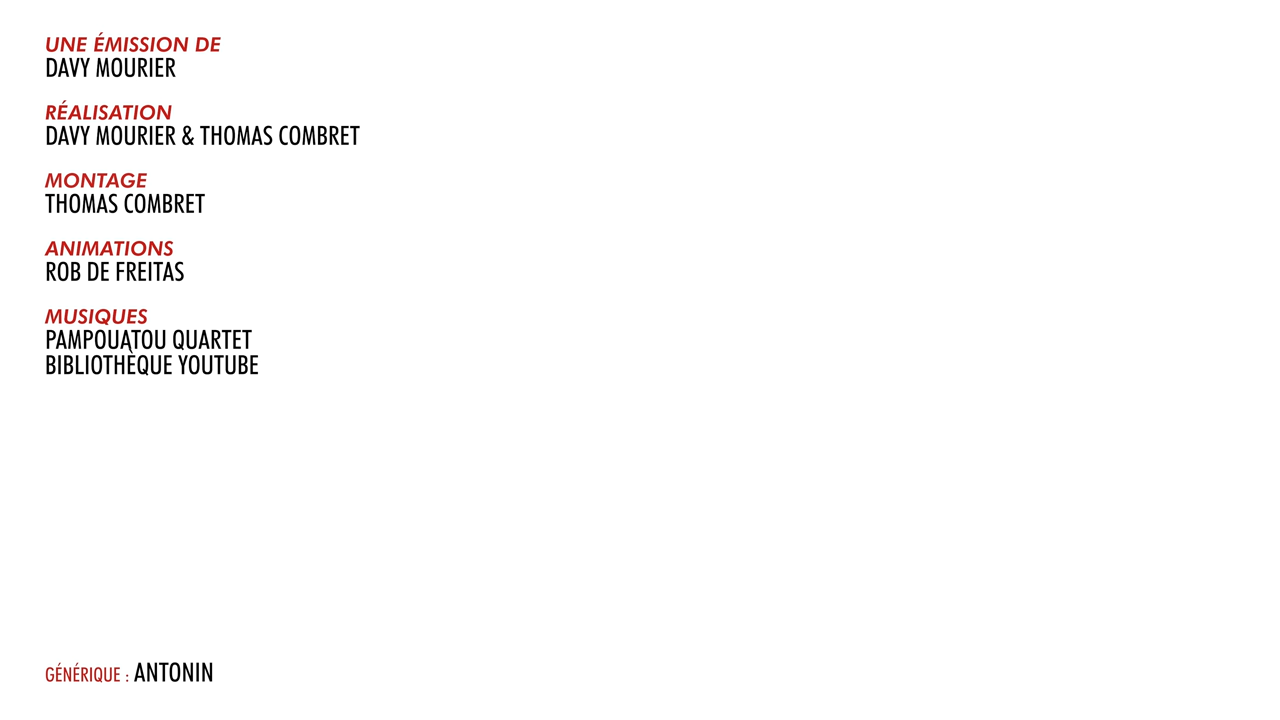 UNE ÉMISSION DE
DAVY MOURIER
RÉALISATION
DAVY MOURIER & THOMAS COMBRET
MONTAGE
THOMAS COMBRET
ANIMATIONS
ROB DE FREITAS
MUSIQUES
PAMPOUATOU QUARTET
BIBLIOTHÈQUE YOUTUBE
GÉNÉRIQUE : ANTONIN